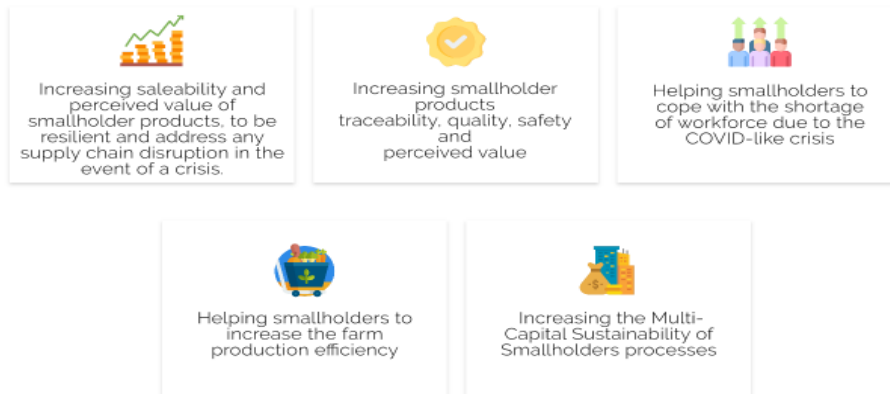 Increasing saleability and
perceived value of
smallholder products, to be
resilient and address any
supply chain disruption in the
event of a crisis.
Increasing smallholder
products
traceability, quality, safety
and
perceived value
Helping smallholders to
cope with the shortage
of workforce due to the
COVID-like crisis
Helping smallholders to
increase the farm
production efficiency
Increasing the Multi-
Capital Sustainability of
Smallholders processes